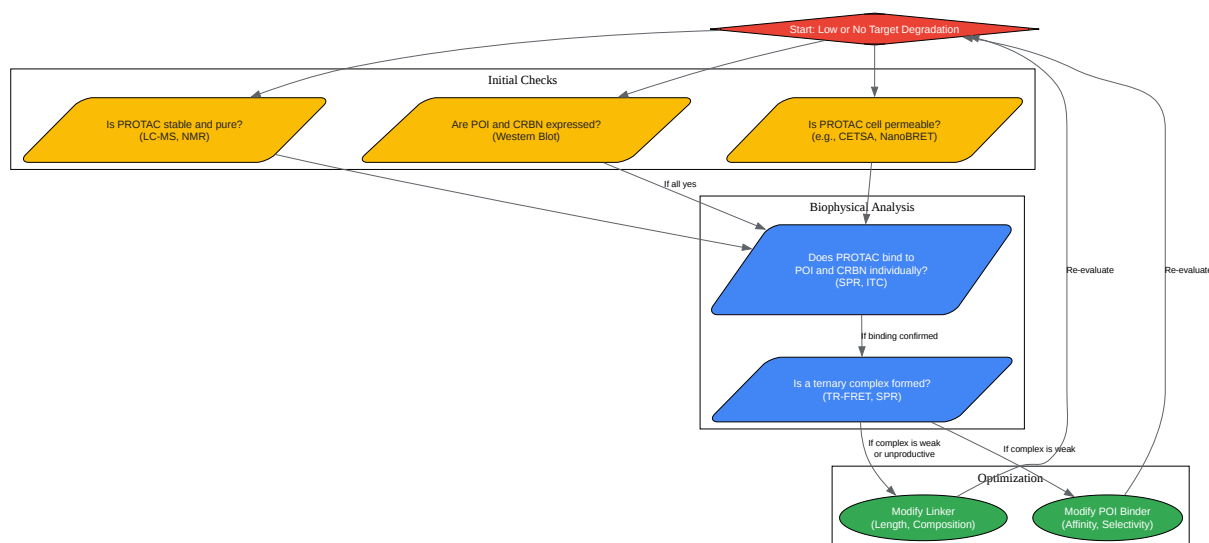 Start: Low or No Target Degradation
Initial Checks
Is PROTAC stable and pure?
(LC-MS, NMR)
Are POI and CRBN expressed?
(Western Blot)
Is PROTAC cell permeable?
(e.g., CETSA, NanoBRET)
If all yes
Biophysical Analysis
Does PROTAC bind to
POI and CRBN individually?
(SPR, ITC)
Re-evaluate
Re-evaluate
If binding confirmed
Is a ternary complex formed?
(TR-FRET, SPR)
If complex is weak
or unproductive
If complex is weak
Optimization
Modify Linker
(Length, Composition)
Modify POI Binder
(Affinity, Selectivity)